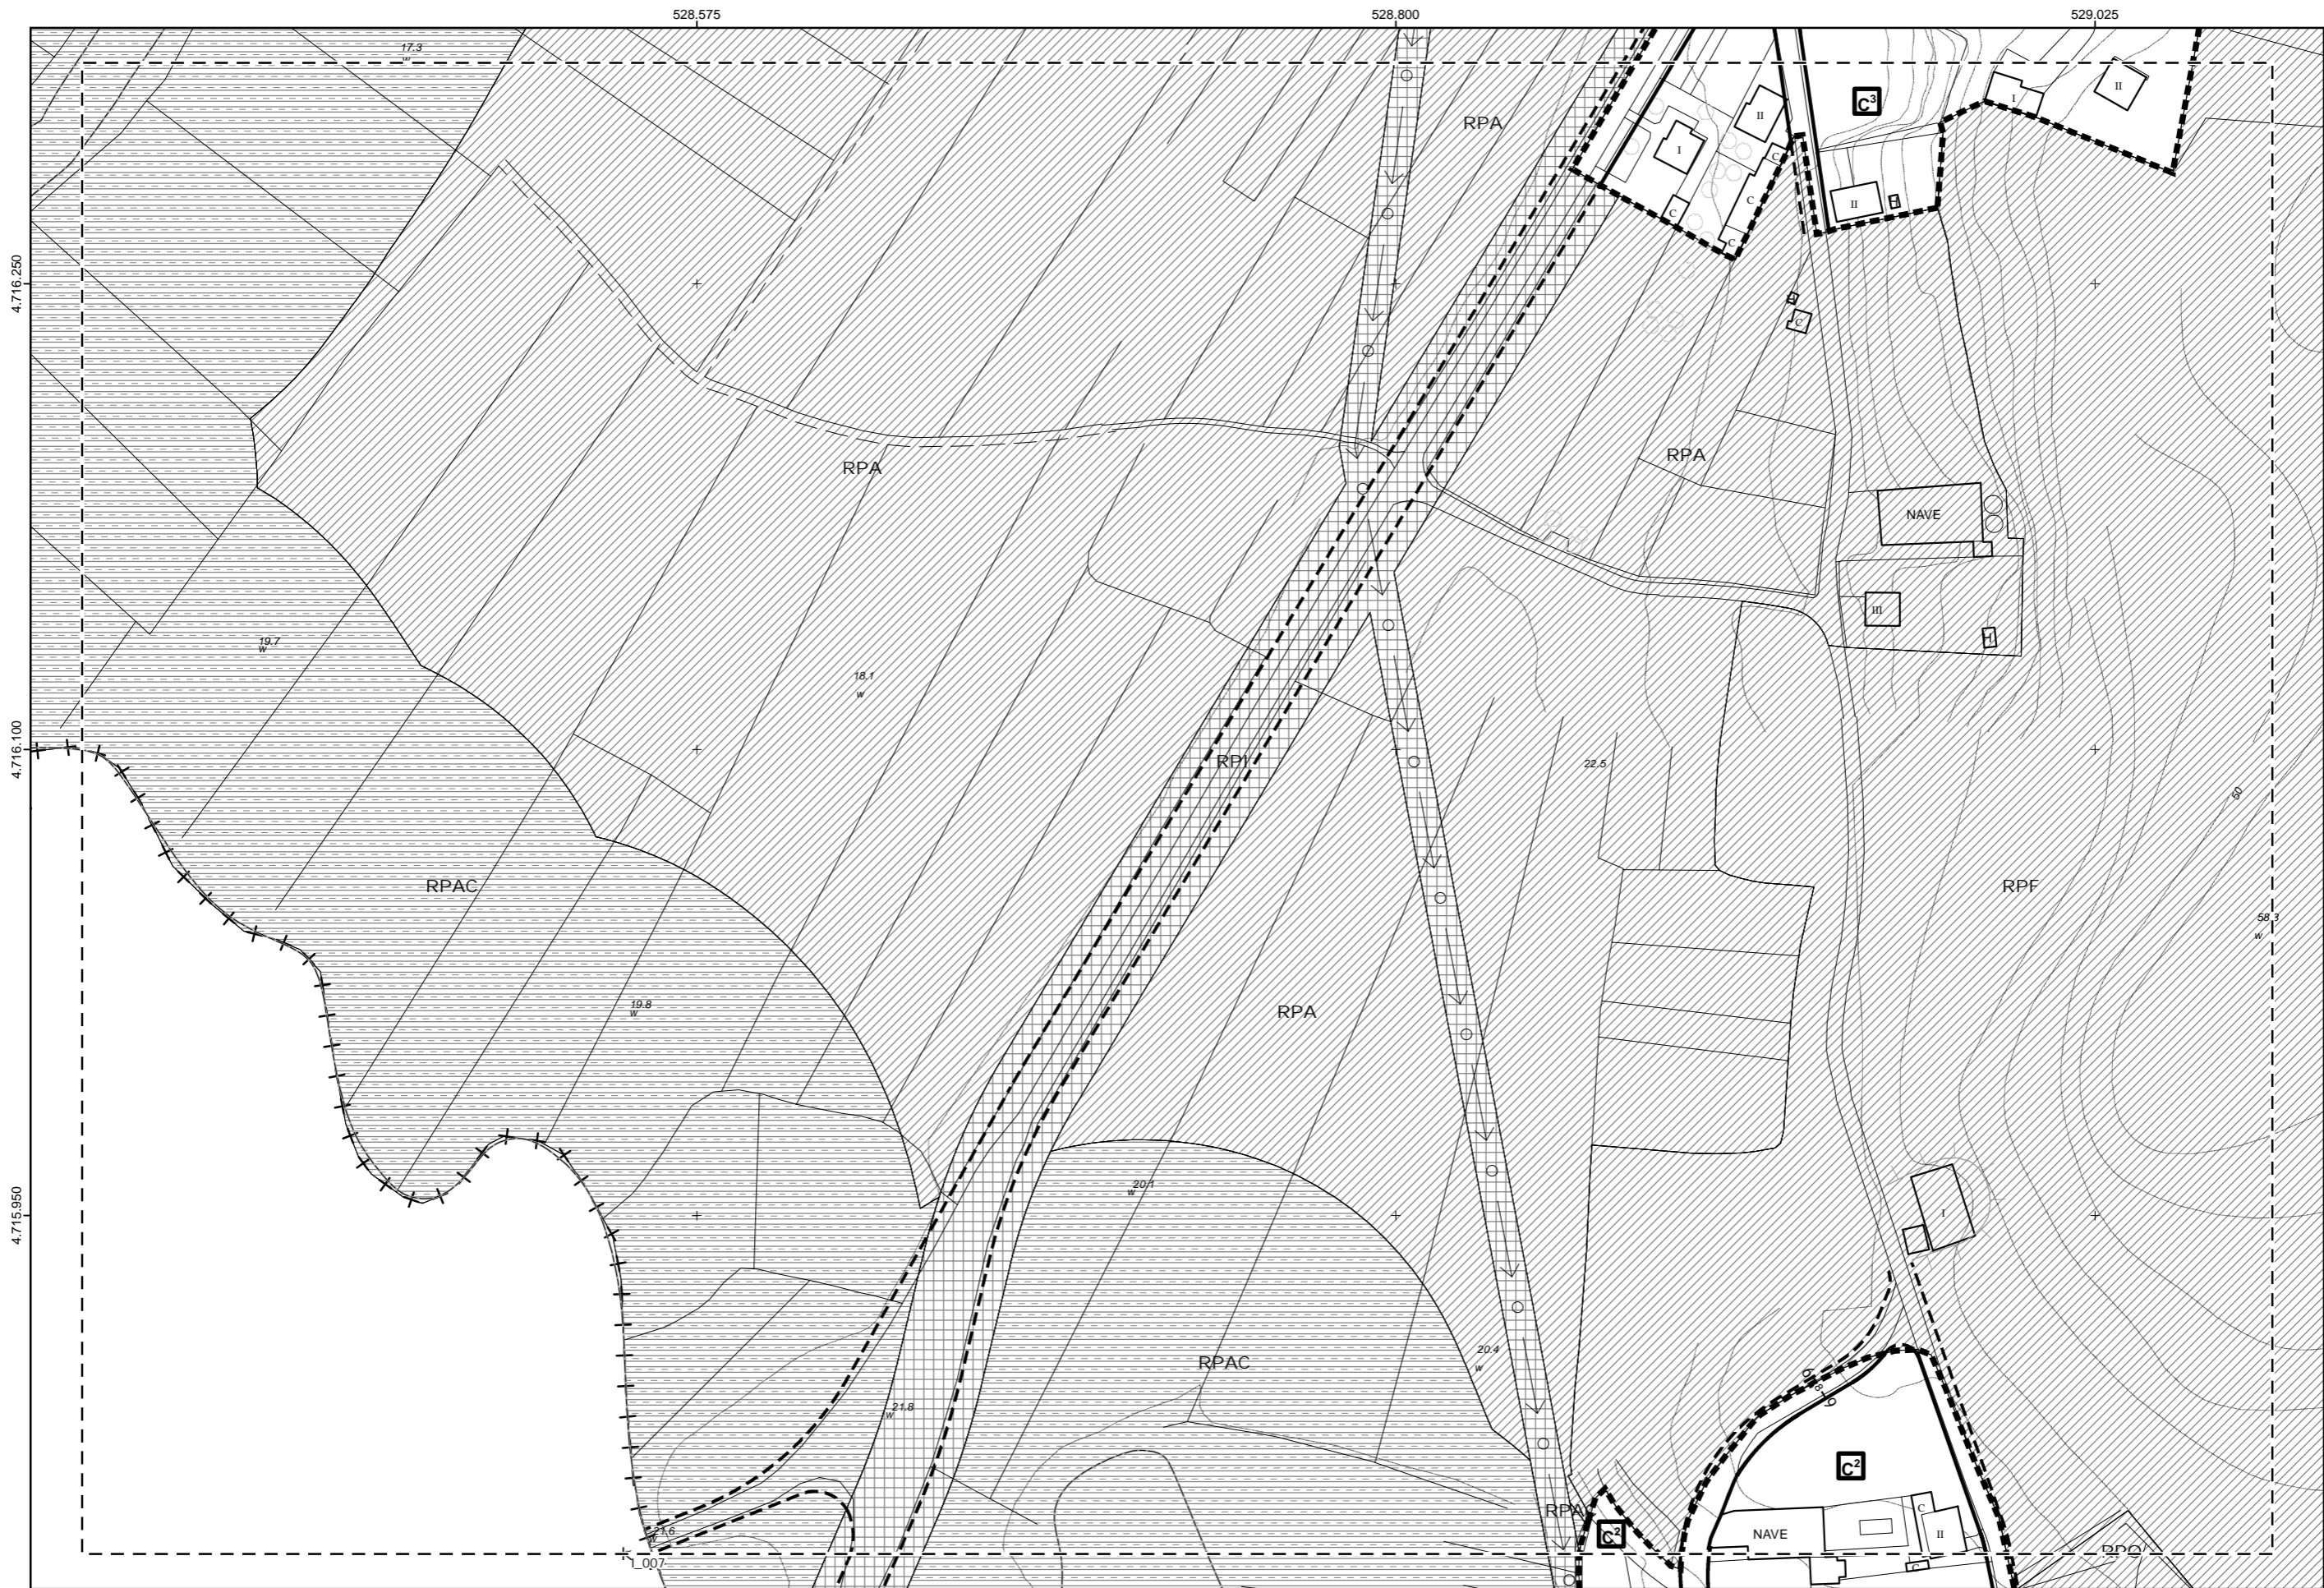 528.575
528.800
529.025
4.716.250
4.716.100
4.715.950
17.3
w
RPA
C³
II
I
II
I
C
C
C
C
II
H
C
RPA
RPA
NAVE
III
H
19.7
w
18.1
w
RPI
22.5
60
RPAC
RPF
58.3
w
19.8
w
RPA
20.1
w
I
20.4
w
RPAC
21.8
w
C²
RPA
C²
C
NAVE
II
C
21.6
w
1_007
RPO